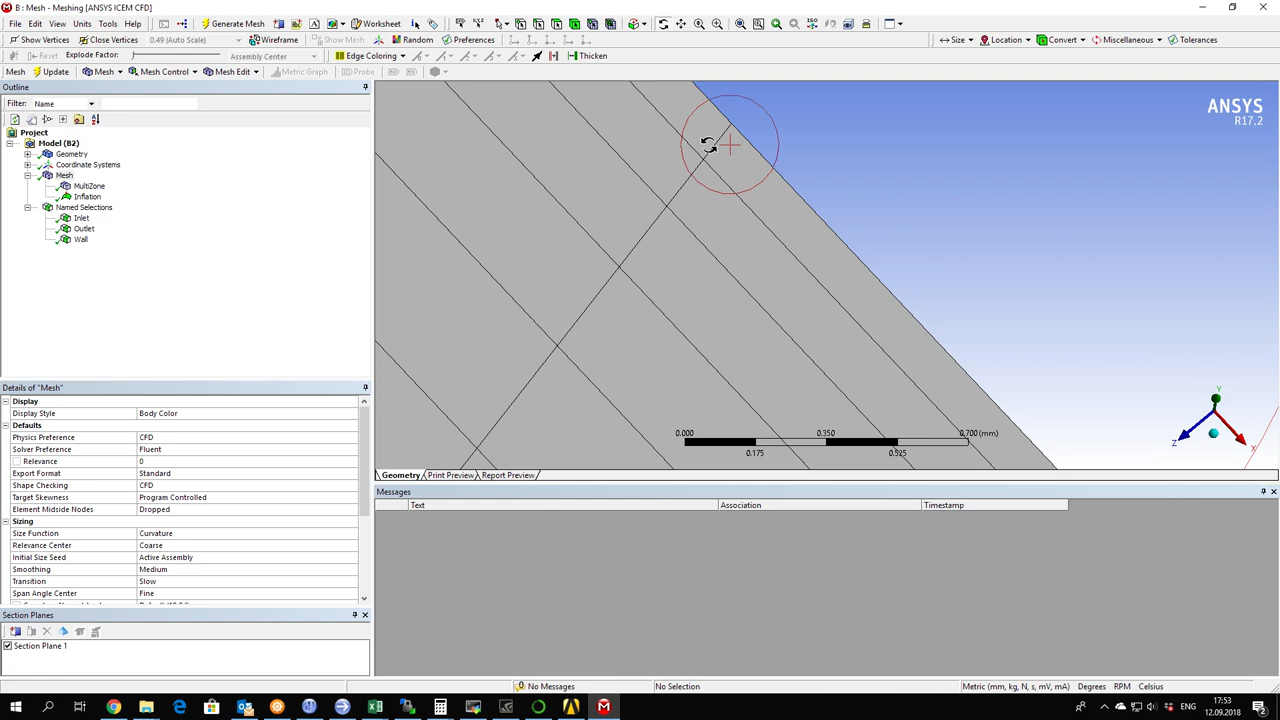 B : Mesh - Meshing [ANSYS ICEM CFD]
File Edit View Units Tools Help Generate Mesh Worksheet
Show Vertices Close Vertices 0.49 (Auto Scale) Wireframe Show Mesh Random Preferences Size Location Convert Miscellaneous Tolerances
Reset Explode Factor: Assembly Center Edge Coloring Thicken
Mesh Update Mesh Mesh Control Mesh Edit Metric Graph Probe
Outline
Filter: Name
Project
Model (B2)
Geometry
Coordinate Systems
Mesh
MultiZone
Inflation
Named Selections
Inlet
Outlet
Wall
ANSYS
R17.2
Y
Z
X
0.000 0.350 0.700 (mm)
0.175 0.525
Geometry Print Preview Report Preview
Details of "Mesh"
Display
Display Style Body Color
Defaults
Physics Preference CFD
Solver Preference Fluent
Relevance 0
Export Format Standard
Shape Checking CFD
Target Skewness Program Controlled
Element Midside Nodes Dropped
Sizing
Size Function Curvature
Relevance Center Coarse
Initial Size Seed Active Assembly
Smoothing Medium
Transition Slow
Span Angle Center Fine
Section Planes
Section Plane 1
Messages
Text Association Timestamp
No Messages No Selection Metric (mm, kg, N, s, mV, mA) Degrees RPM Celsius
ENG 17:53
12.09.2018